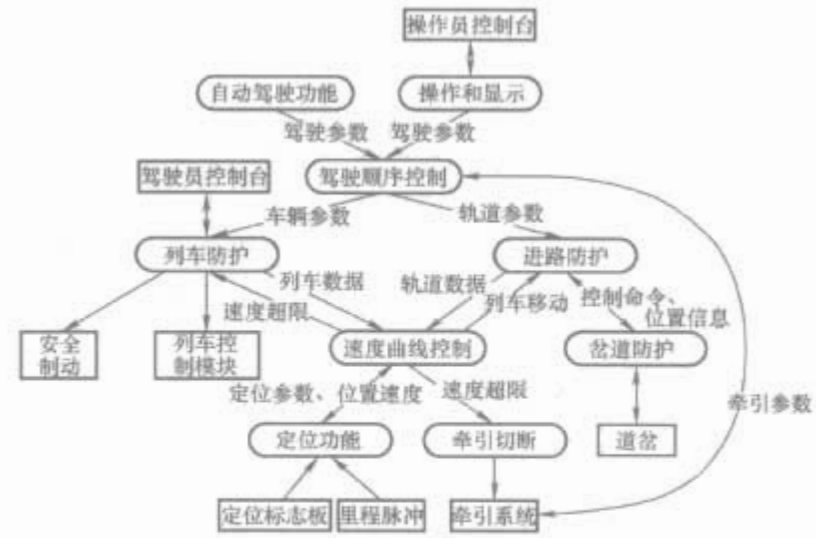 操作员控制台
自动驾驶功能
操作和显示
驾驶参数
驾驶参数
驾驶员控制台
驾驶顺序控制
车辆参数
轨道参数
列车防护
进路防护
列车数据
轨道数据
速度超限
列车移动
控制命令、
位置信息
安全
制动
列车控
制模块
速度曲线控制
岔道防护
定位参数、位置速度
速度超限
牵引参数
定位功能
牵引切断
道岔
定位标志板
里程脉冲
牵引系统